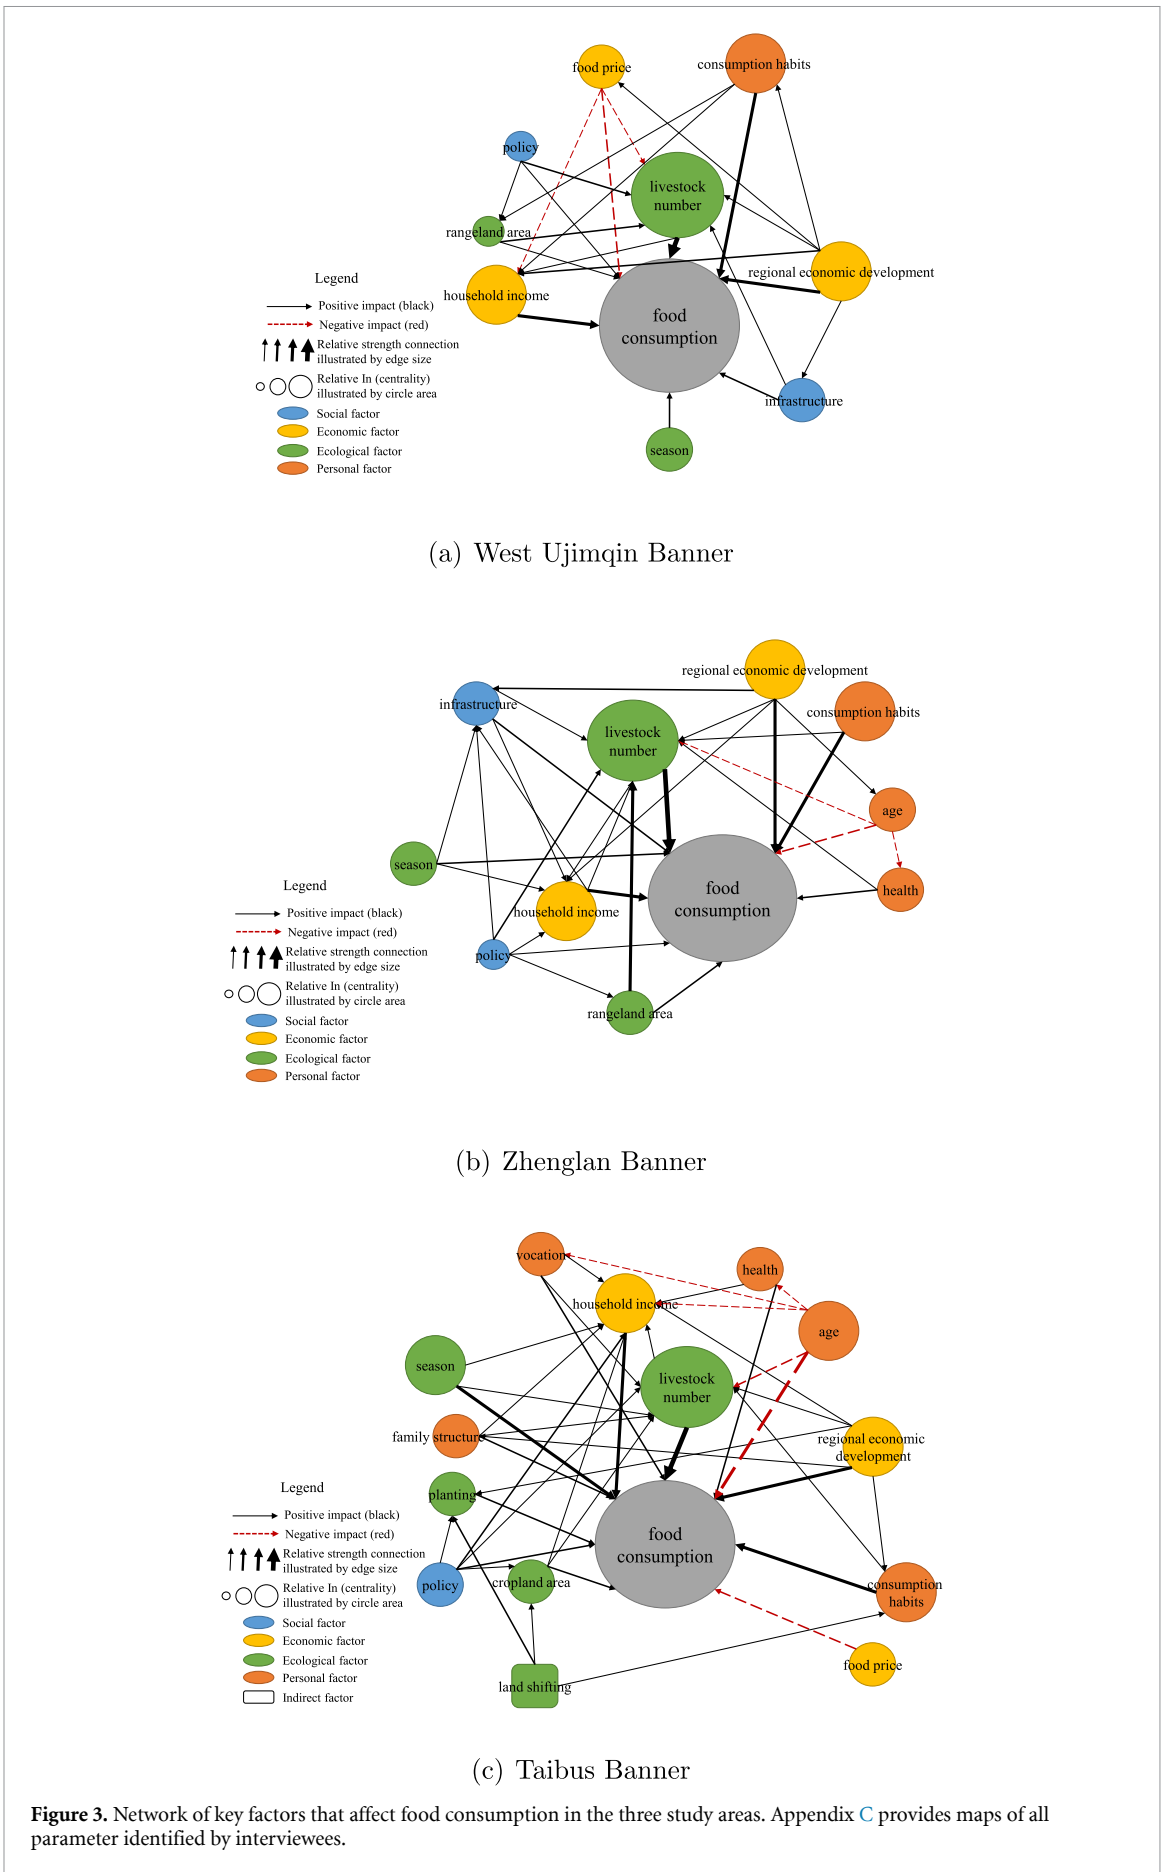 food price
consumption habits
policy
livestock
number
rangeland area
regional economic development
household income
food
consumption
infrastructure
season
Legend
Positive impact (black)
Negative impact (red)
Relative strength connection
illustrated by edge size
Relative In (centrality)
illustrated by circle area
Social factor
Economic factor
Ecological factor
Personal factor
(a) West Ujimqin Banner
regional economic development
infrastructure
consumption habits
livestock
number
age
season
food
consumption
health
household income
policy
rangeland area
Legend
Positive impact (black)
Negative impact (red)
Relative strength connection
illustrated by edge size
Relative In (centrality)
illustrated by circle area
Social factor
Economic factor
Ecological factor
Personal factor
(b) Zhenglan Banner
vocation
health
household income
age
season
livestock
number
family structure
regional economic
development
planting
food
consumption
policy
cropland area
consumption
habits
food price
land shifting
Legend
Positive impact (black)
Negative impact (red)
Relative strength connection
illustrated by edge size
Relative In (centrality)
illustrated by circle area
Social factor
Economic factor
Ecological factor
Personal factor
Indirect factor
(c) Taibus Banner
Figure 3. Network of key factors that affect food consumption in the three study areas. Appendix C provides maps of all
parameter identified by interviewees.